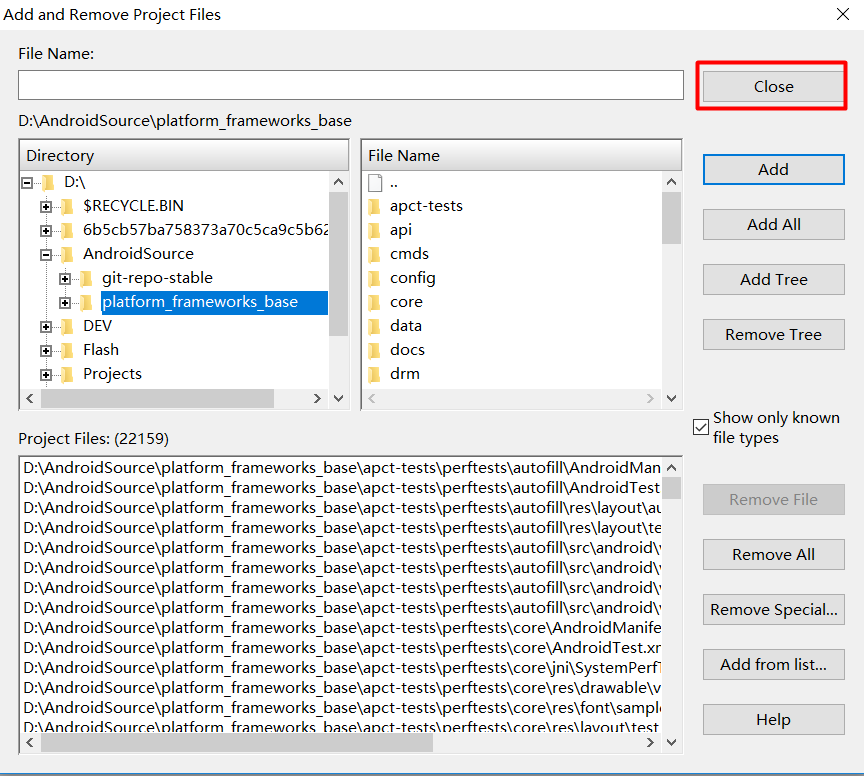 Add and Remove Project Files
File Name:
Close
D:\AndroidSource\platform_frameworks_base
Directory
D:\
$RECYCLE.BIN
6b5cb57ba758373a70c5ca9c5b62
AndroidSource
git-repo-stable
platform_frameworks_base
DEV
Flash
Projects
File Name
..
apct-tests
api
cmds
config
core
data
docs
drm
Add
Add All
Add Tree
Remove Tree
Show only known
file types
Project Files: (22159)
D:\AndroidSource\platform_frameworks_base\apct-tests\perftests\autofill\AndroidMan
D:\AndroidSource\platform_frameworks_base\apct-tests\perftests\autofill\AndroidTest
D:\AndroidSource\platform_frameworks_base\apct-tests\perftests\autofill\res\layout\au
D:\AndroidSource\platform_frameworks_base\apct-tests\perftests\autofill\res\layout\te
D:\AndroidSource\platform_frameworks_base\apct-tests\perftests\autofill\src\android\v
D:\AndroidSource\platform_frameworks_base\apct-tests\perftests\autofill\src\android\v
D:\AndroidSource\platform_frameworks_base\apct-tests\perftests\autofill\src\android\v
D:\AndroidSource\platform_frameworks_base\apct-tests\perftests\autofill\src\android\v
D:\AndroidSource\platform_frameworks_base\apct-tests\perftests\core\AndroidManife
D:\AndroidSource\platform_frameworks_base\apct-tests\perftests\core\AndroidTest.xm
D:\AndroidSource\platform_frameworks_base\apct-tests\perftests\core\jni\SystemPerfT
D:\AndroidSource\platform_frameworks_base\apct-tests\perftests\core\res\drawable\v
D:\AndroidSource\platform_frameworks_base\apct-tests\perftests\core\res\font\sample
D:\AndroidSource\platform_frameworks_base\apct-tests\perftests\core\res\layout\test
Remove File
Remove All
Remove Special...
Add from list...
Help